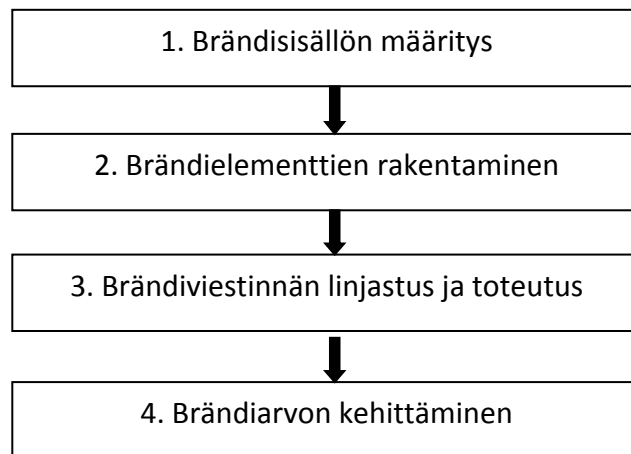 1. Brändisisällön määritys
2. Brändielementtien rakentaminen
3. Brändiviestinnän linjastus ja toteutus
4. Brändiarvon kehittäminen